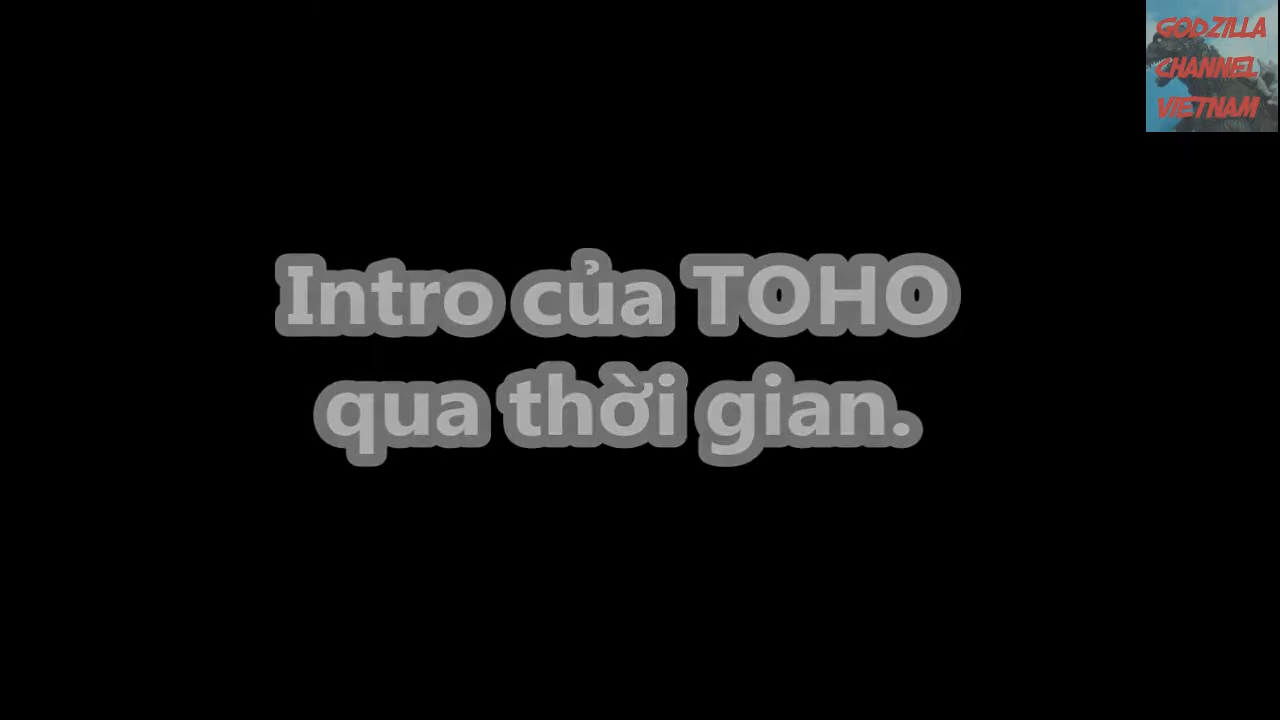 GODZILLA
CHANNEL
VIETNAM
Intro của TOHO
qua thời gian.